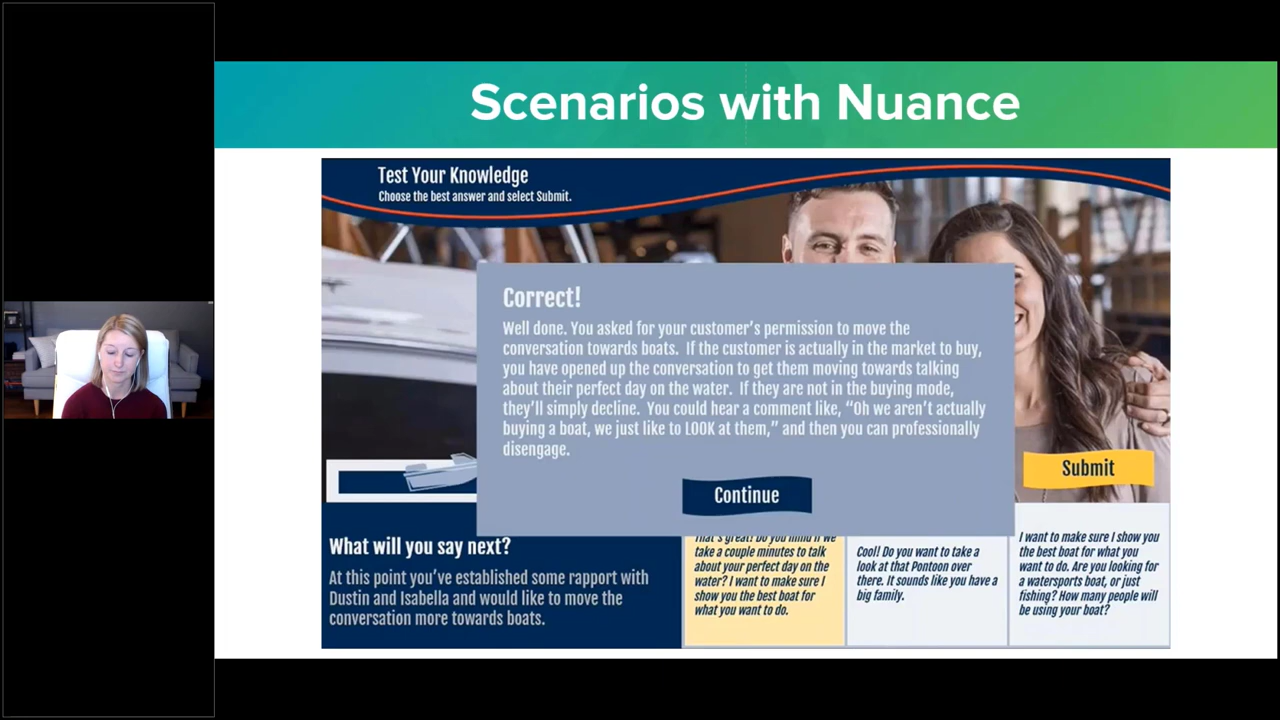 Scenarios with Nuance
Test Your Knowledge
Choose the best answer and select Submit.
Correct!
Well done. You asked for your customer's permission to move the
conversation towards boats. If the customer is actually in the market to buy,
you have opened up the conversation to get them moving towards talking
about their perfect day on the water. If they are not in the buying mode,
they'll simply decline. You could hear a comment like, "Oh we aren't actually
buying a boat, we just like to LOOK at them," and then you can professionally
disengage.
Continue
Submit
What will you say next?
At this point you've established some rapport with
Dustin and Isabella and would like to move the
conversation more towards boats.
That's great! Do you mind if we
take a couple minutes to talk
about your perfect day on the
water? I want to make sure I
show you the best boat for
what you want to do.
Cool! Do you want to take a
look at that Pontoon over
there. It sounds like you have a
big family.
I want to make sure I show you
the best boat for what you
want to do. Are you looking for
a watersports boat, or just
fishing? How many people will
be using your boat?